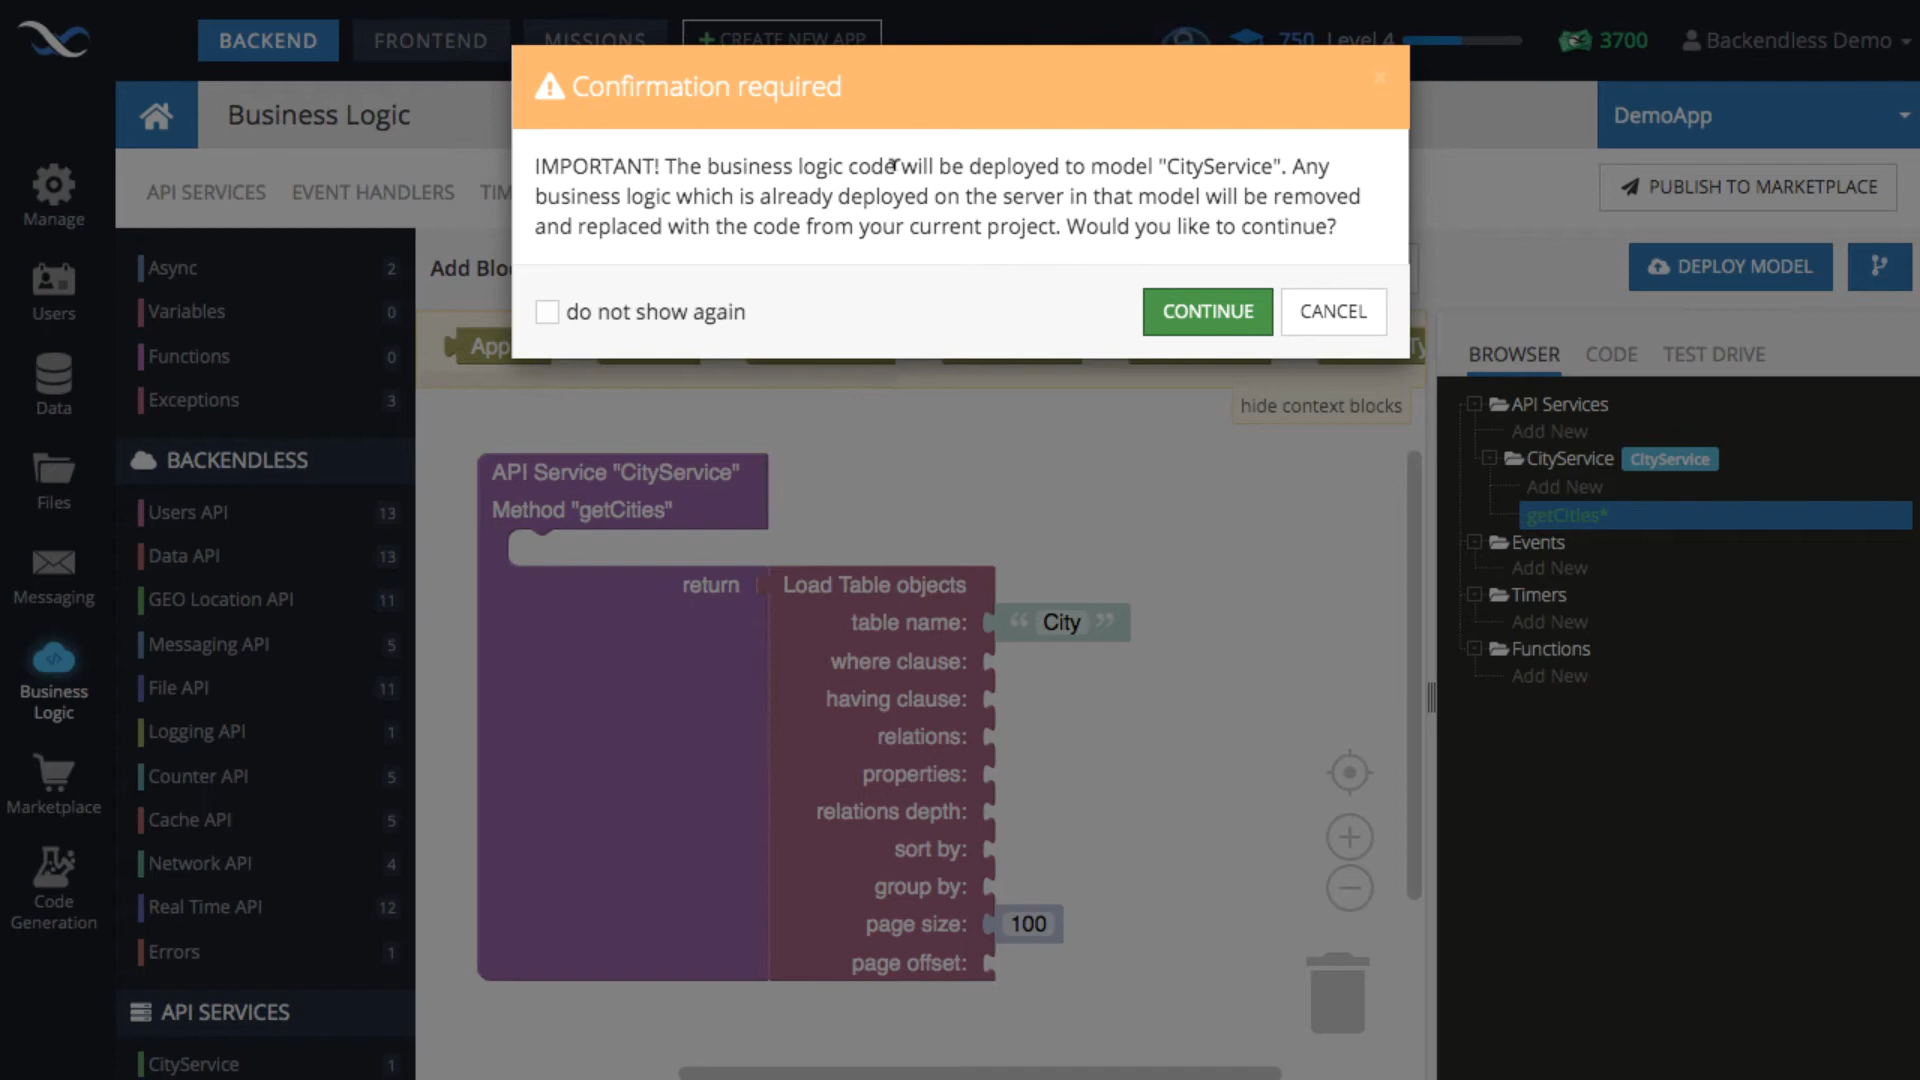 BACKEND
FRONTEND
MISSIONS
CREATE NEW APP
750 Level 4
3700
Backendless Demo
Confirmation required
IMPORTANT! The business logic code will be deployed to model "CityService". Any
business logic which is already deployed on the server in that model will be removed
and replaced with the code from your current project. Would you like to continue?
do not show again
CONTINUE
CANCEL
Business Logic
DemoApp
API SERVICES
EVENT HANDLERS
PUBLISH TO MARKETPLACE
DEPLOY MODEL
Manage
Users
Data
Files
Messaging
Business
Logic
Marketplace
Code
Generation
Async 2
Variables 0
Functions 0
Exceptions 3
BACKENDLESS
Users API 13
Data API 13
GEO Location API 11
Messaging API 5
File API 11
Logging API 1
Counter API 5
Cache API 5
Network API 4
Real Time API 12
Errors 1
API SERVICES
CityService 1
Add
App
hide context blocks
API Service "CityService"
Method "getCities"
return
Load Table objects
table name: “ City ”
where clause:
having clause:
relations:
properties:
relations depth:
sort by:
group by:
page size: 100
page offset:
BROWSER
CODE
TEST DRIVE
API Services
Add New
CityService CityService
Add New
getCities*
Events
Add New
Timers
Add New
Functions
Add New